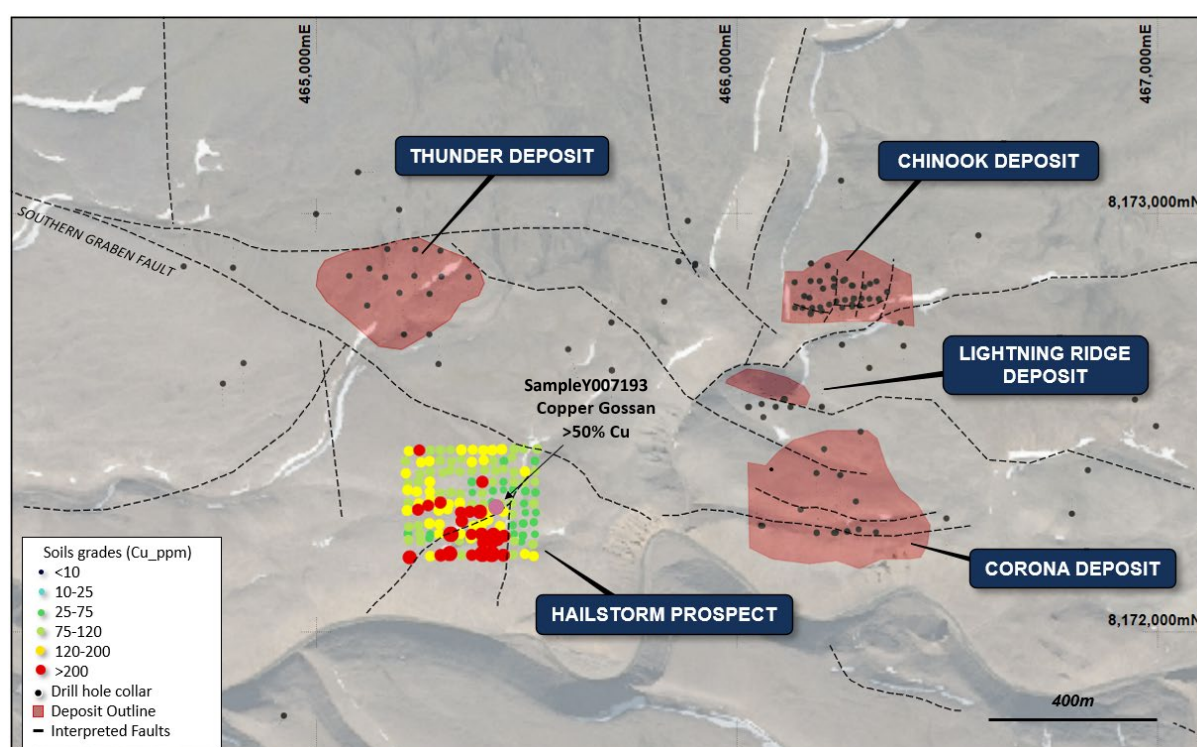 465,000mE
466,000mE
467,000mE
THUNDER DEPOSIT
CHINOOK DEPOSIT
8,173,000mN
SOUTHERN GRABEN FAULT
LIGHTNING RIDGE
DEPOSIT
SampleY007193
Copper Gossan
>50% Cu
Soils grades (Cu_ppm)
<10
10-25
25-75
75-120
120-200
>200
Drill hole collar
Deposit Outline
Interpreted Faults
CORONA DEPOSIT
HAILSTORM PROSPECT
8,172,000mN
400m